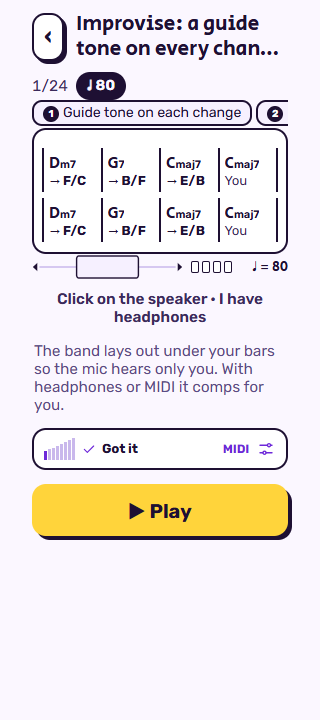 Improvise: a guide
tone on every chan...
1/24 ♩80
1 Guide tone on each change 2
Dm7 G7 Cmaj7 Cmaj7
→ F/C → B/F → E/B You
Dm7 G7 Cmaj7 Cmaj7
→ F/C → B/F → E/B You
♩ = 80
Click on the speaker • I have
headphones
The band lays out under your bars
so the mic hears only you. With
headphones or MIDI it comps for
you.
✓ Got it MIDI
▶ Play